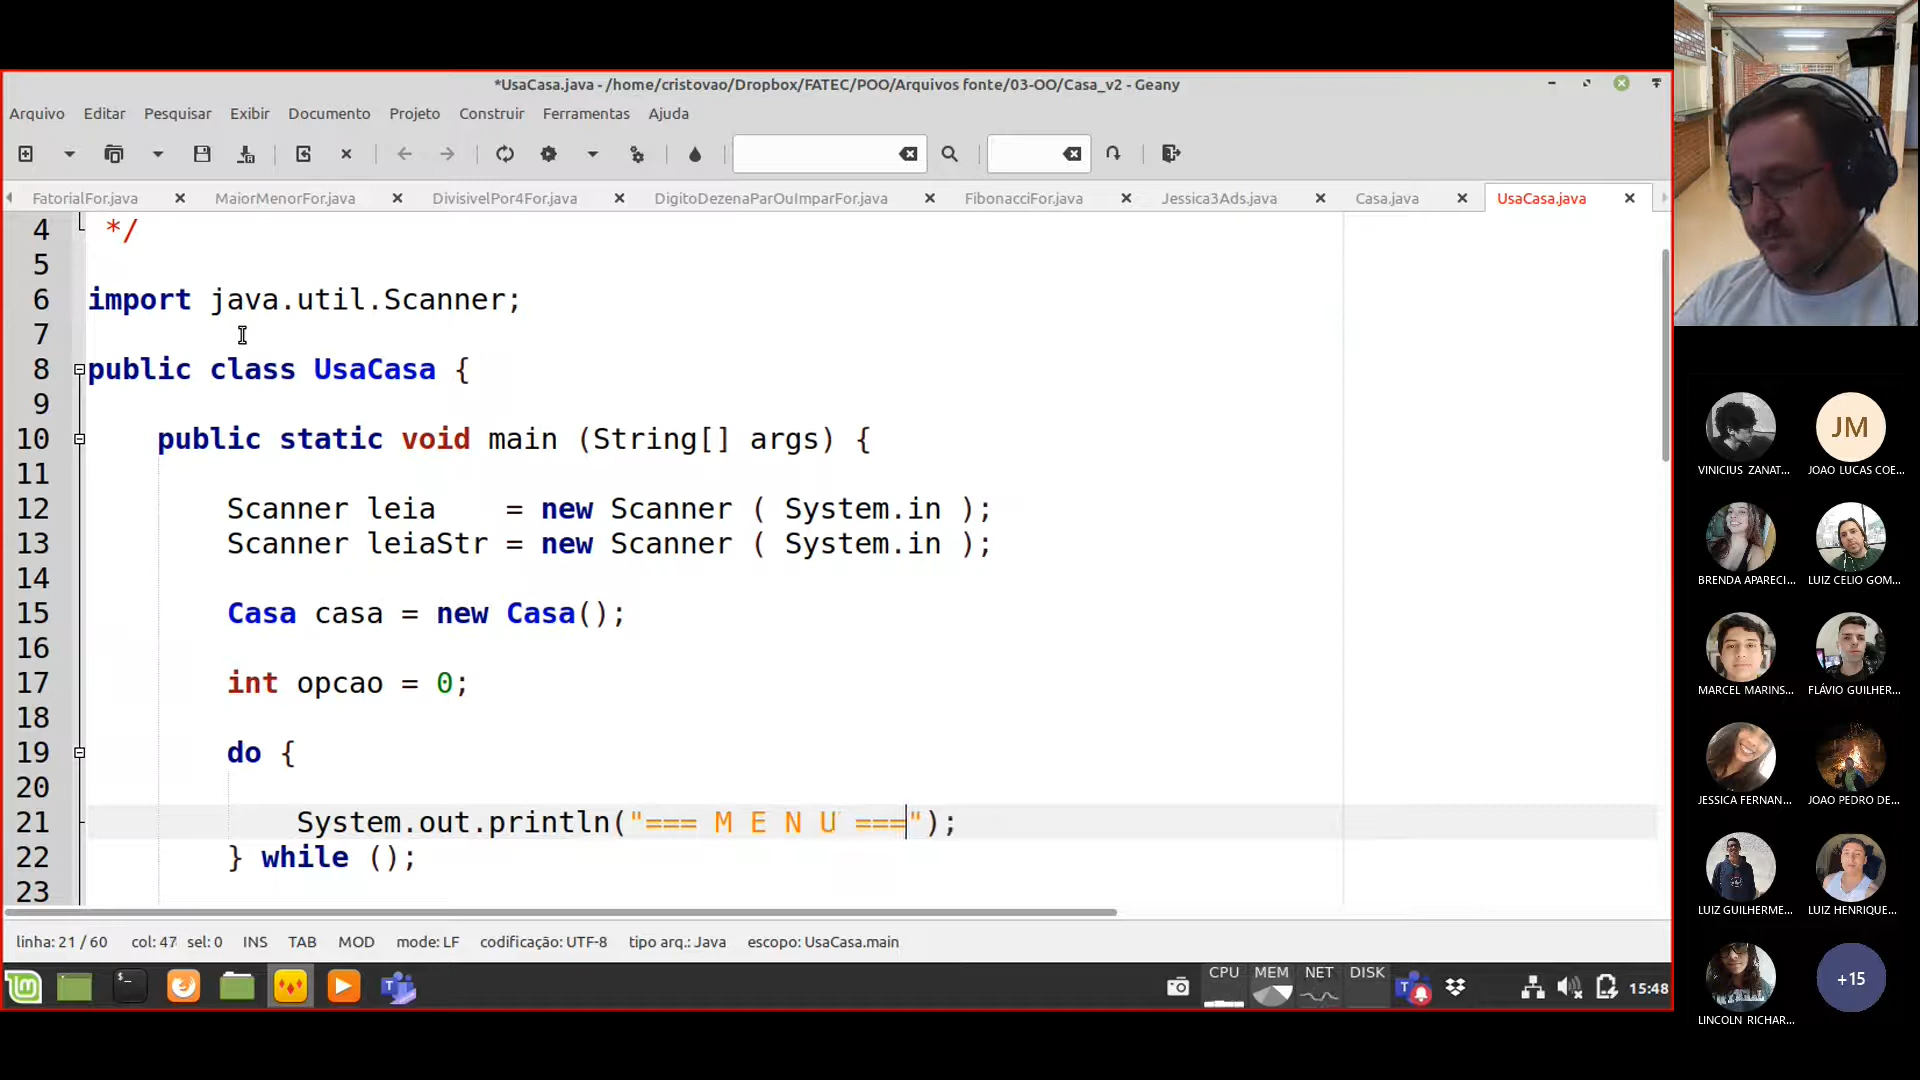 *UsaCasa.java - /home/cristovao/Dropbox/FATEC/POO/Arquivos fonte/03-OO/Casa_v2 - Geany
Arquivo Editar Pesquisar Exibir Documento Projeto Construir Ferramentas Ajuda
FatorialFor.java MaiorMenorFor.java DivisivelPor4For.java DigitoDezenaParOuImparFor.java FibonacciFor.java Jessica3Ads.java Casa.java UsaCasa.java
4 */
5
6 import java.util.Scanner;
7
8 public class UsaCasa {
9
10 public static void main (String[] args) {
11
12 Scanner leia = new Scanner ( System.in );
13 Scanner leiaStr = new Scanner ( System.in );
14
15 Casa casa = new Casa();
16
17 int opcao = 0;
18
19 do {
20
21 System.out.println("=== M E N U ===");
22 } while ();
23
linha: 21 / 60 col: 47 sel: 0 INS TAB MOD mode: LF codificação: UTF-8 tipo arq.: Java escopo: UsaCasa.main
CPU MEM NET DISK
15:48
JM
VINICIUS ZANAT... JOAO LUCAS COE...
BRENDA APARECI... LUIZ CELIO GOM...
MARCEL MARINS... FLÁVIO GUILHER...
JESSICA FERNAN... JOAO PEDRO DE...
LUIZ GUILHERME... LUIZ HENRIQUE...
+15
LINCOLN RICHAR...